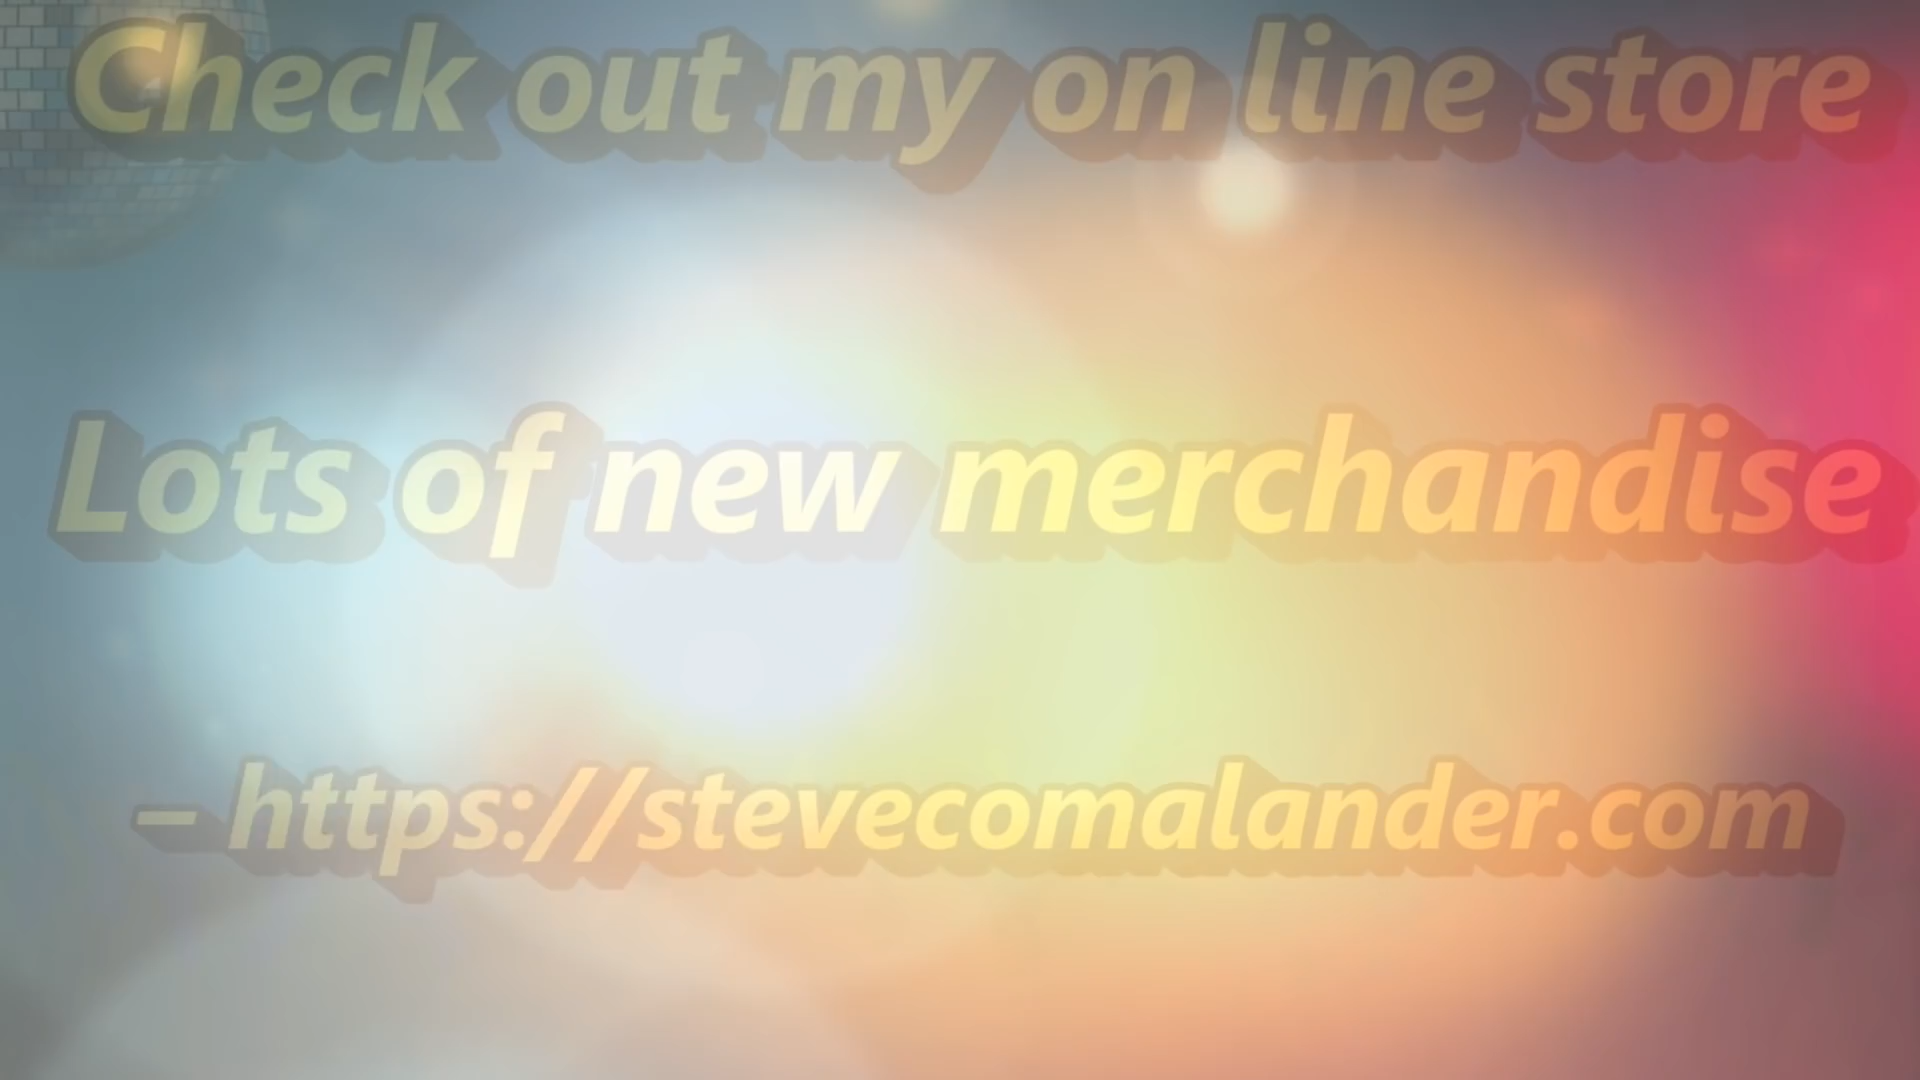 Check out my on line store
Lots of new merchandise
– https://stevecomalander.com